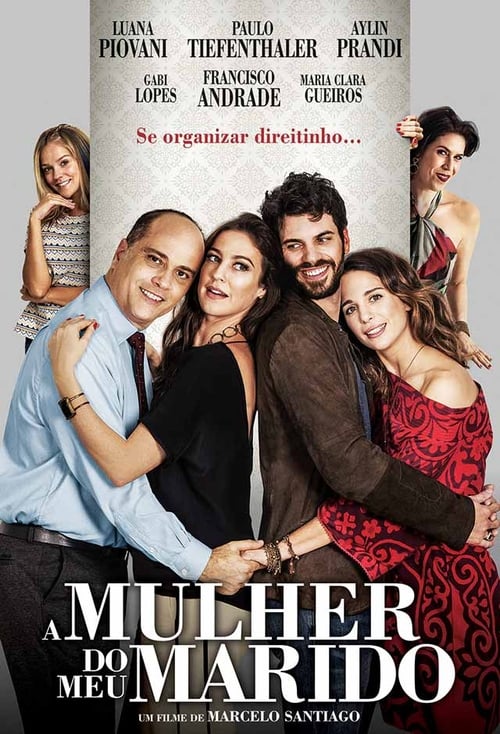 LUANA PAULO AYLIN
PIOVANI TIEFENTHALER PRANDI
GABI FRANCISCO MARIA CLARA
LOPES ANDRADE GUEIROS
Se organizar direitinho...
A MULHER
DO MEU MARIDO
UM FILME DE MARCELO SANTIAGO